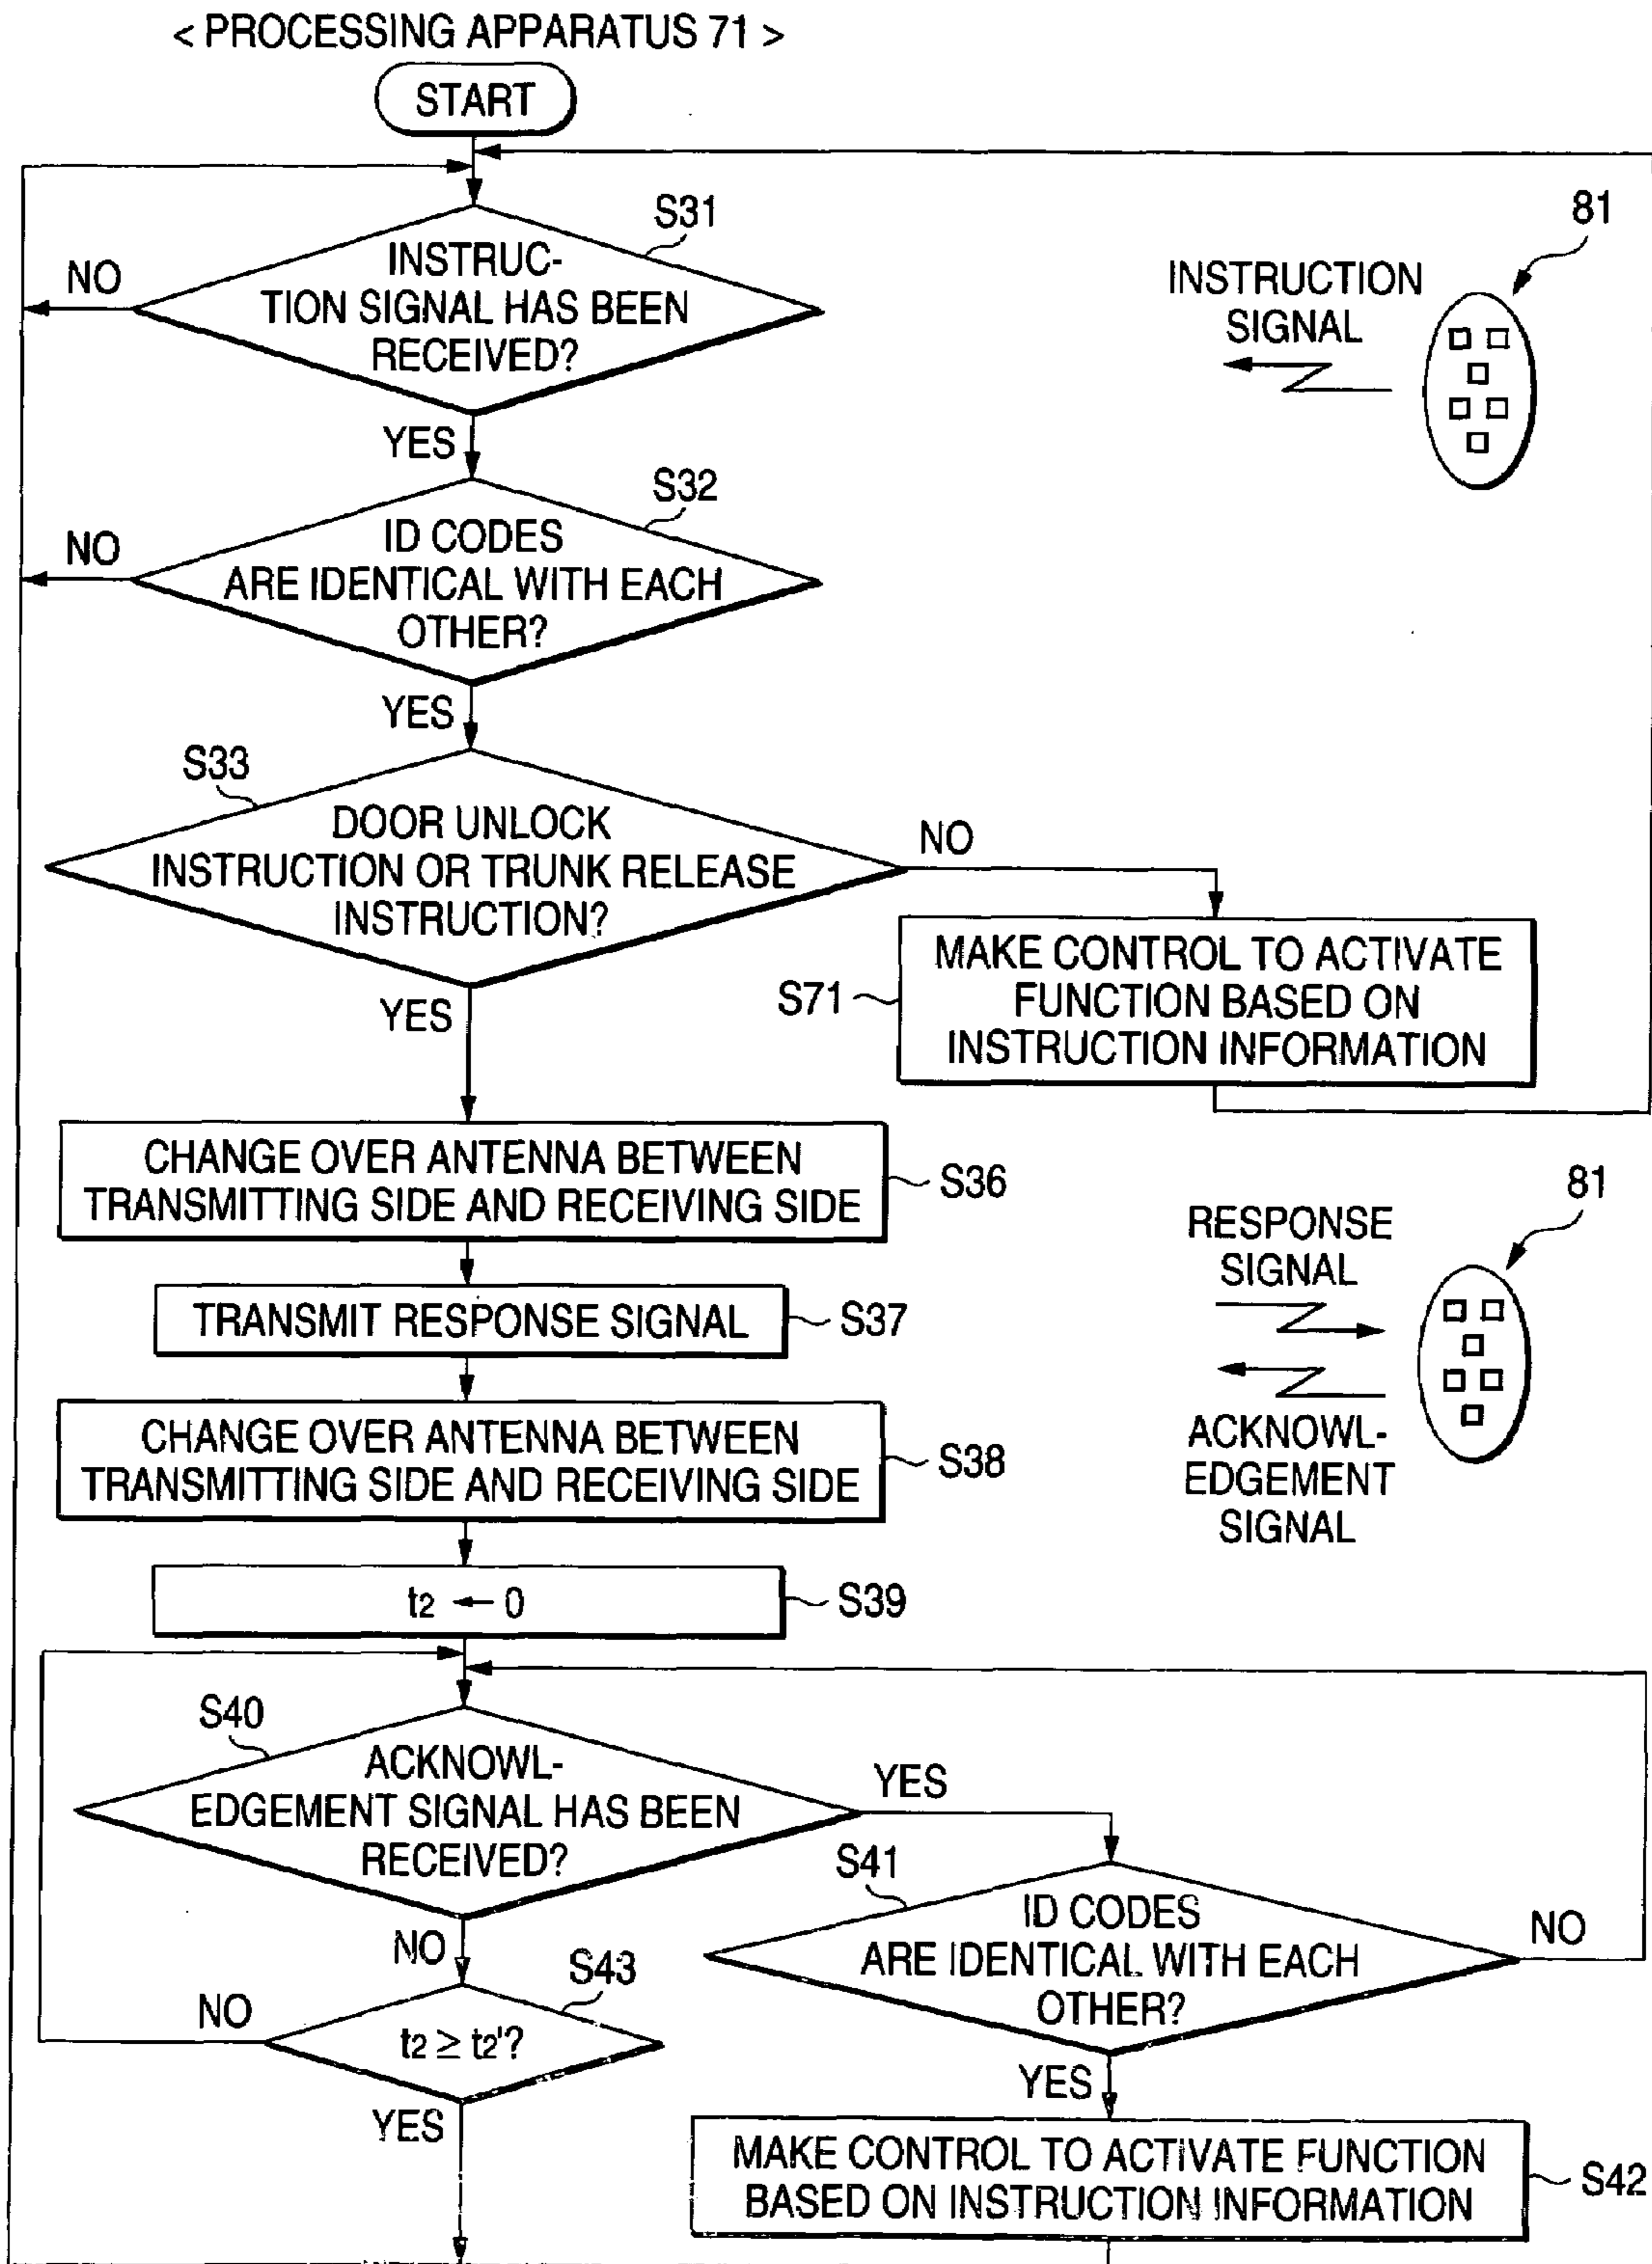 < PROCESSING APPARATUS 71 >
START
S31
INSTRUC-
TION SIGNAL HAS BEEN
RECEIVED?
NO
YES
81
INSTRUCTION
SIGNAL
S32
ID CODES
ARE IDENTICAL WITH EACH
OTHER?
NO
YES
S33
DOOR UNLOCK
INSTRUCTION OR TRUNK RELEASE
INSTRUCTION?
NO
YES
MAKE CONTROL TO ACTIVATE
FUNCTION BASED ON
INSTRUCTION INFORMATION
S71
CHANGE OVER ANTENNA BETWEEN
TRANSMITTING SIDE AND RECEIVING SIDE
S36
81
RESPONSE
SIGNAL
TRANSMIT RESPONSE SIGNAL
S37
CHANGE OVER ANTENNA BETWEEN
TRANSMITTING SIDE AND RECEIVING SIDE
S38
ACKNOWL-
EDGEMENT
SIGNAL
t2 ← 0
S39
S40
ACKNOWL-
EDGEMENT SIGNAL HAS BEEN
RECEIVED?
YES
NO
S41
ID CODES
ARE IDENTICAL WITH EACH
OTHER?
NO
YES
S43
t2 ≥ t2'?
NO
YES
MAKE CONTROL TO ACTIVATE FUNCTION
BASED ON INSTRUCTION INFORMATION
S42